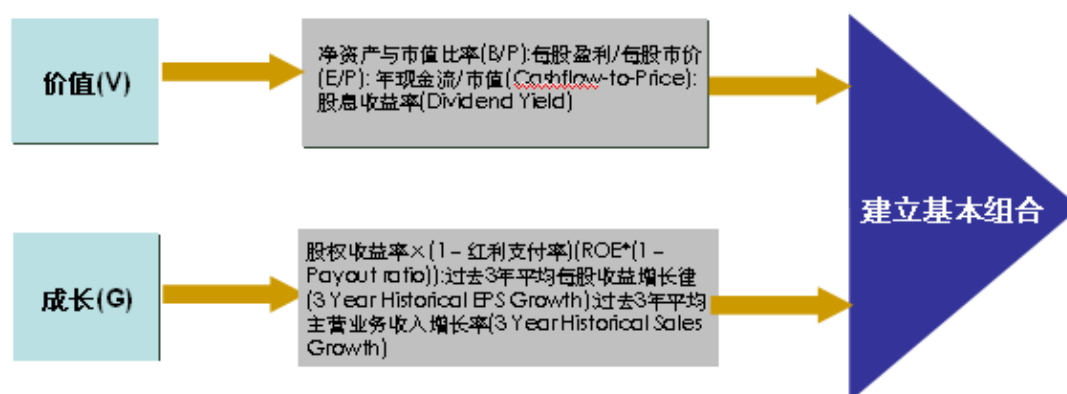 价值(V)
净资产与市值比率(B/P):每股盈利/每股市价
(E/P): 年现金流/市值(Cashflow-to-Price):
股息收益率(Dividend Yield)
建立基本组合
成长(G)
股权收益率×(1－红利支付率)(ROE*(1－
Payout ratio)):过去3年平均每股收益增长律
(3 Year Historical EPS Growth):过去3年平均
主营业务收入增长率(3 Year Historical Sales
Growth)